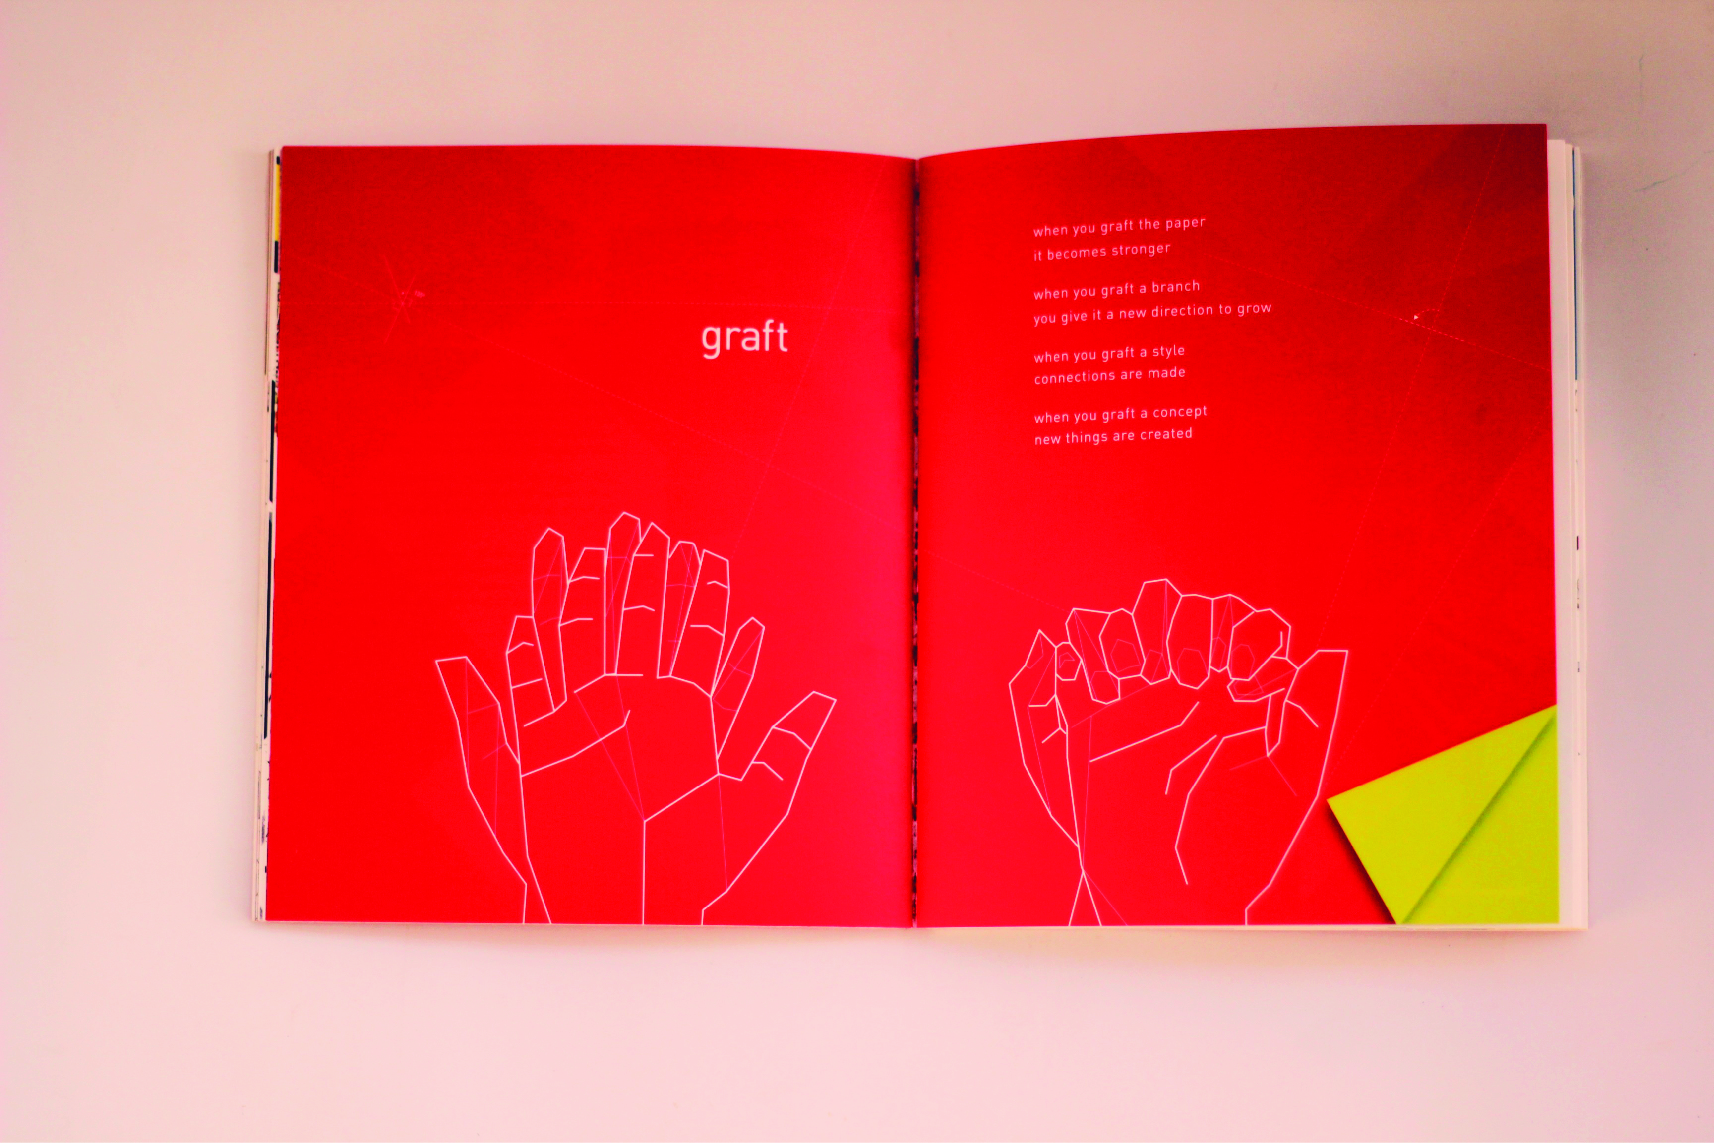 graft
when you graft the paper
it becomes stronger
when you graft a branch
you give it a new direction to grow
when you graft a style
connections are made
when you graft a concept
new things are created